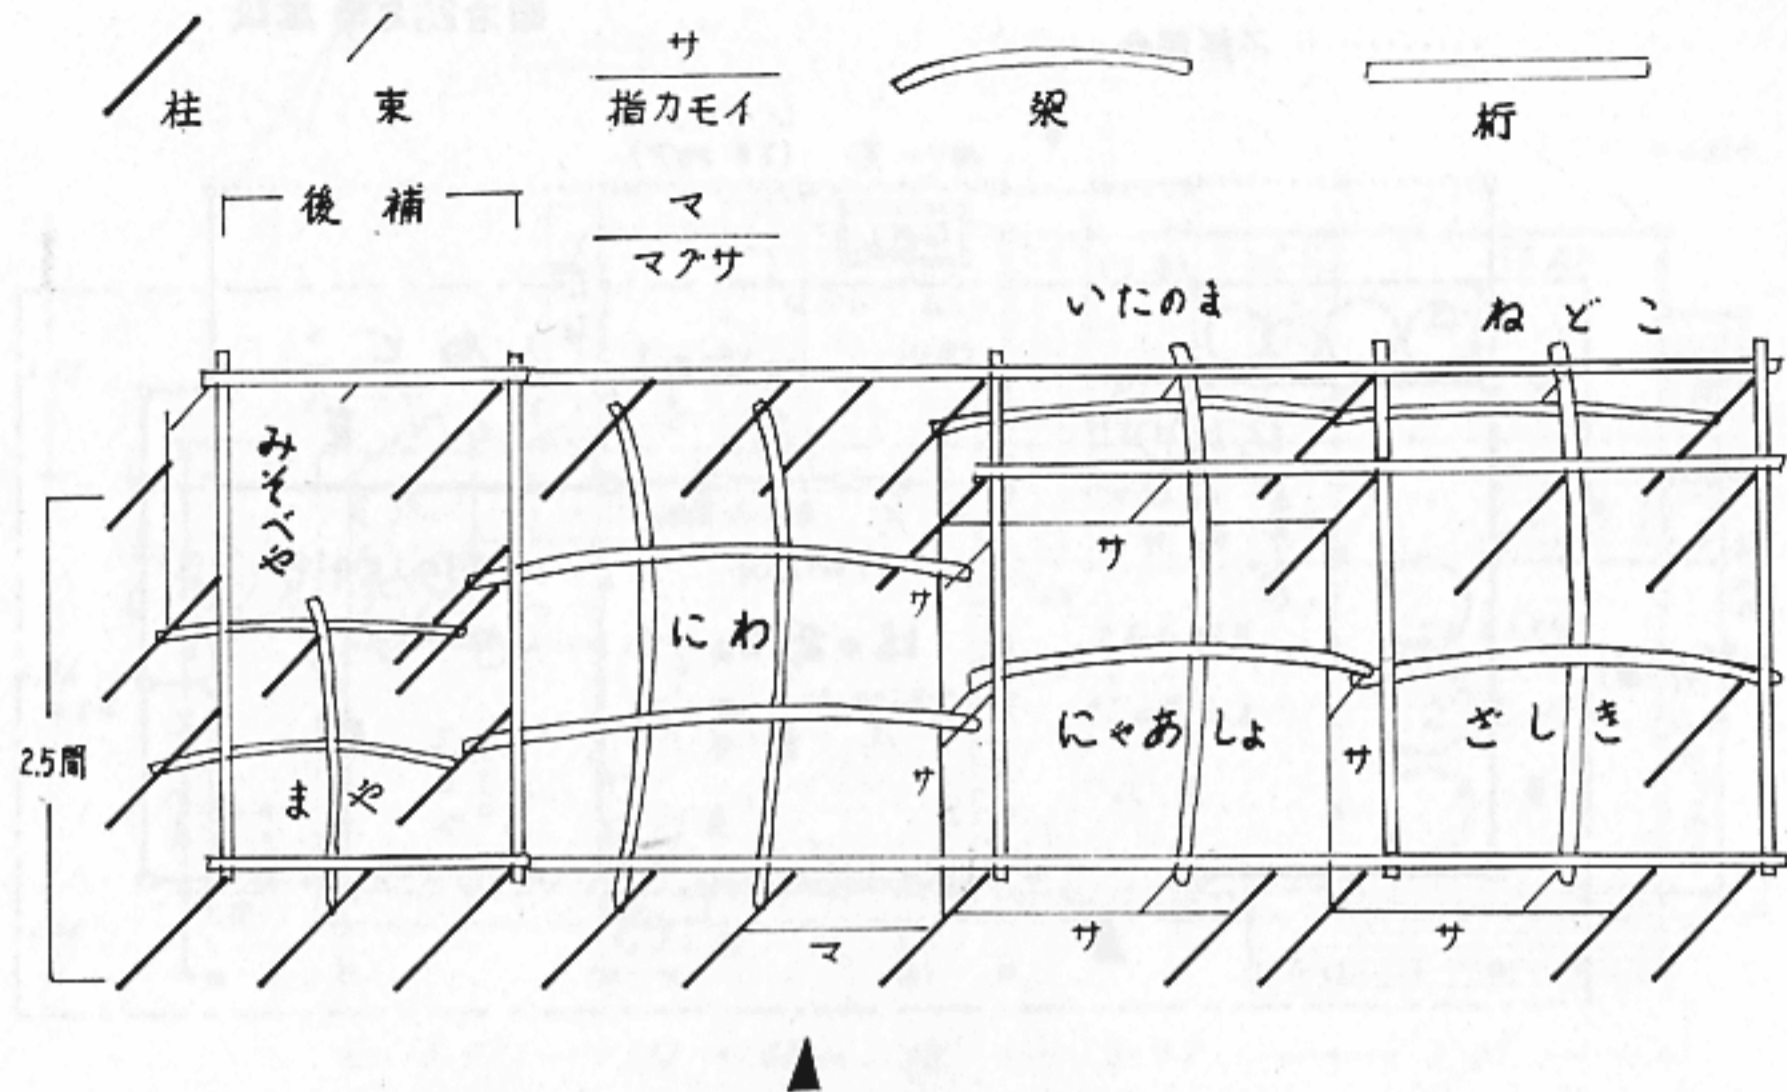 サ
柱 束 指カモイ 梁 桁
後補 マ
マグサ
いたのま ねどこ
みそべや
サ
サ
にわ
にゃあしょ ざしき
2.5間
サ サ
まや
マ サ サ